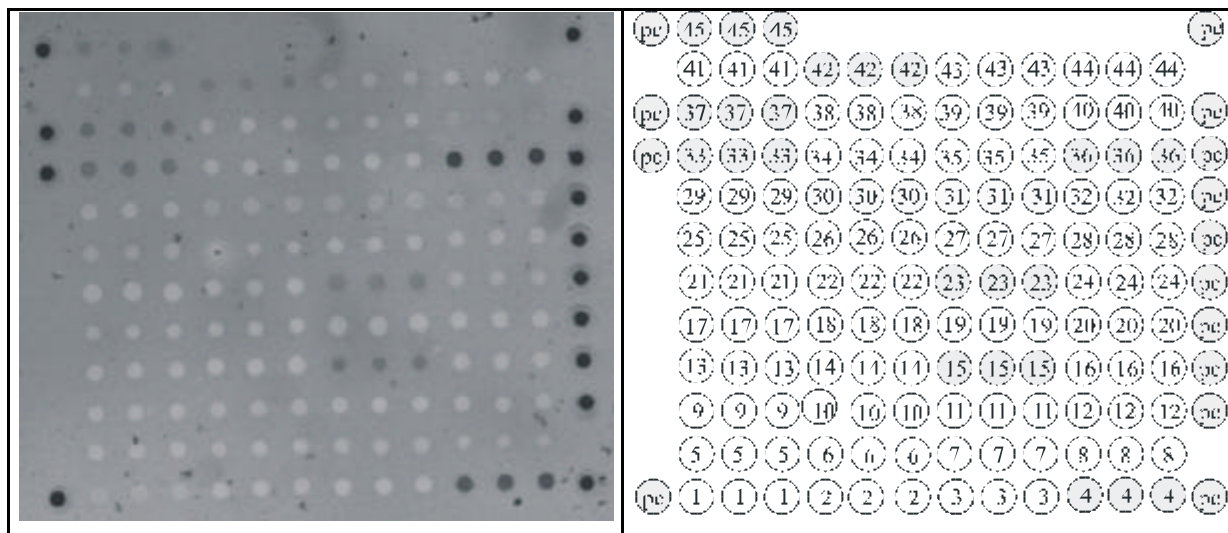 pc 45 45 45 pc
41 41 41 42 42 42 43 43 43 44 44 44
pc 37 37 37 38 38 38 39 39 39 40 40 40 pc
pc 33 33 33 34 34 34 35 35 35 36 36 36 pc
29 29 29 30 30 30 31 31 31 32 32 32 pc
25 25 25 26 26 26 27 27 27 28 28 28 pc
21 21 21 22 22 22 23 23 23 24 24 24 pc
17 17 17 18 18 18 19 19 19 20 20 20 pc
13 13 13 14 14 14 15 15 15 16 16 16 pc
9 9 9 10 10 10 11 11 11 12 12 12 pc
5 5 5 6 6 6 7 7 7 8 8 8
pc 1 1 1 2 2 2 3 3 3 4 4 4 pc